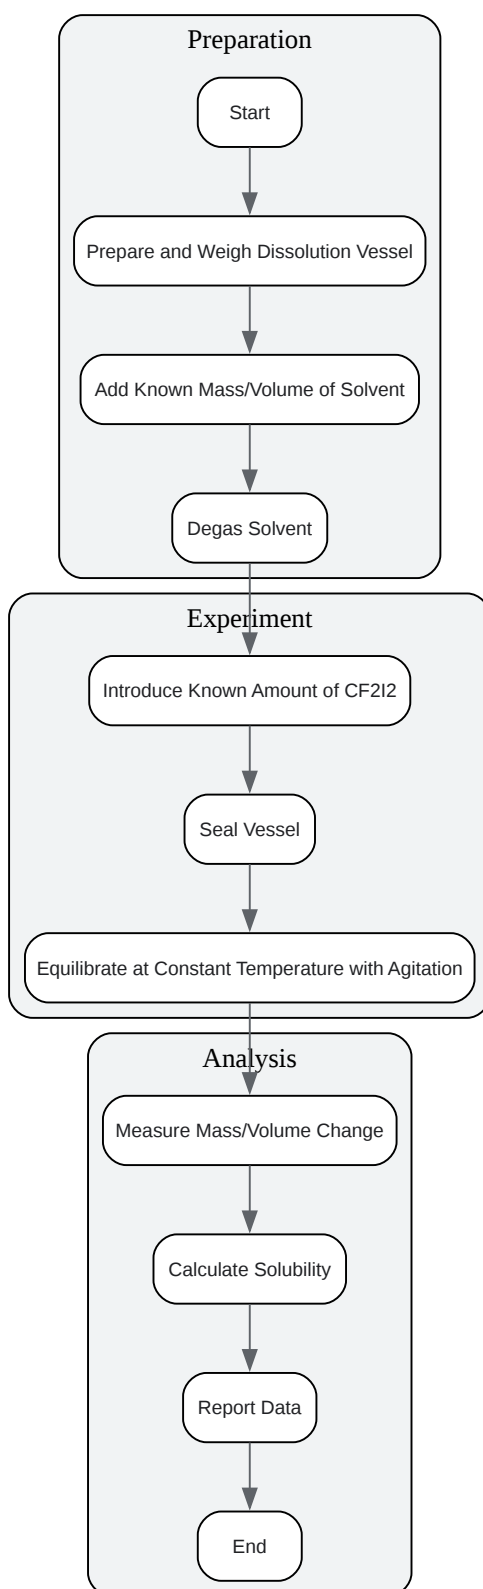 Preparation
Start
Prepare and Weigh Dissolution Vessel
Add Known Mass/Volume of Solvent
Degas Solvent
Experiment
Introduce Known Amount of CF2I2
Seal Vessel
Equilibrate at Constant Temperature with Agitation
Analysis
Measure Mass/Volume Change
Calculate Solubility
Report Data
End